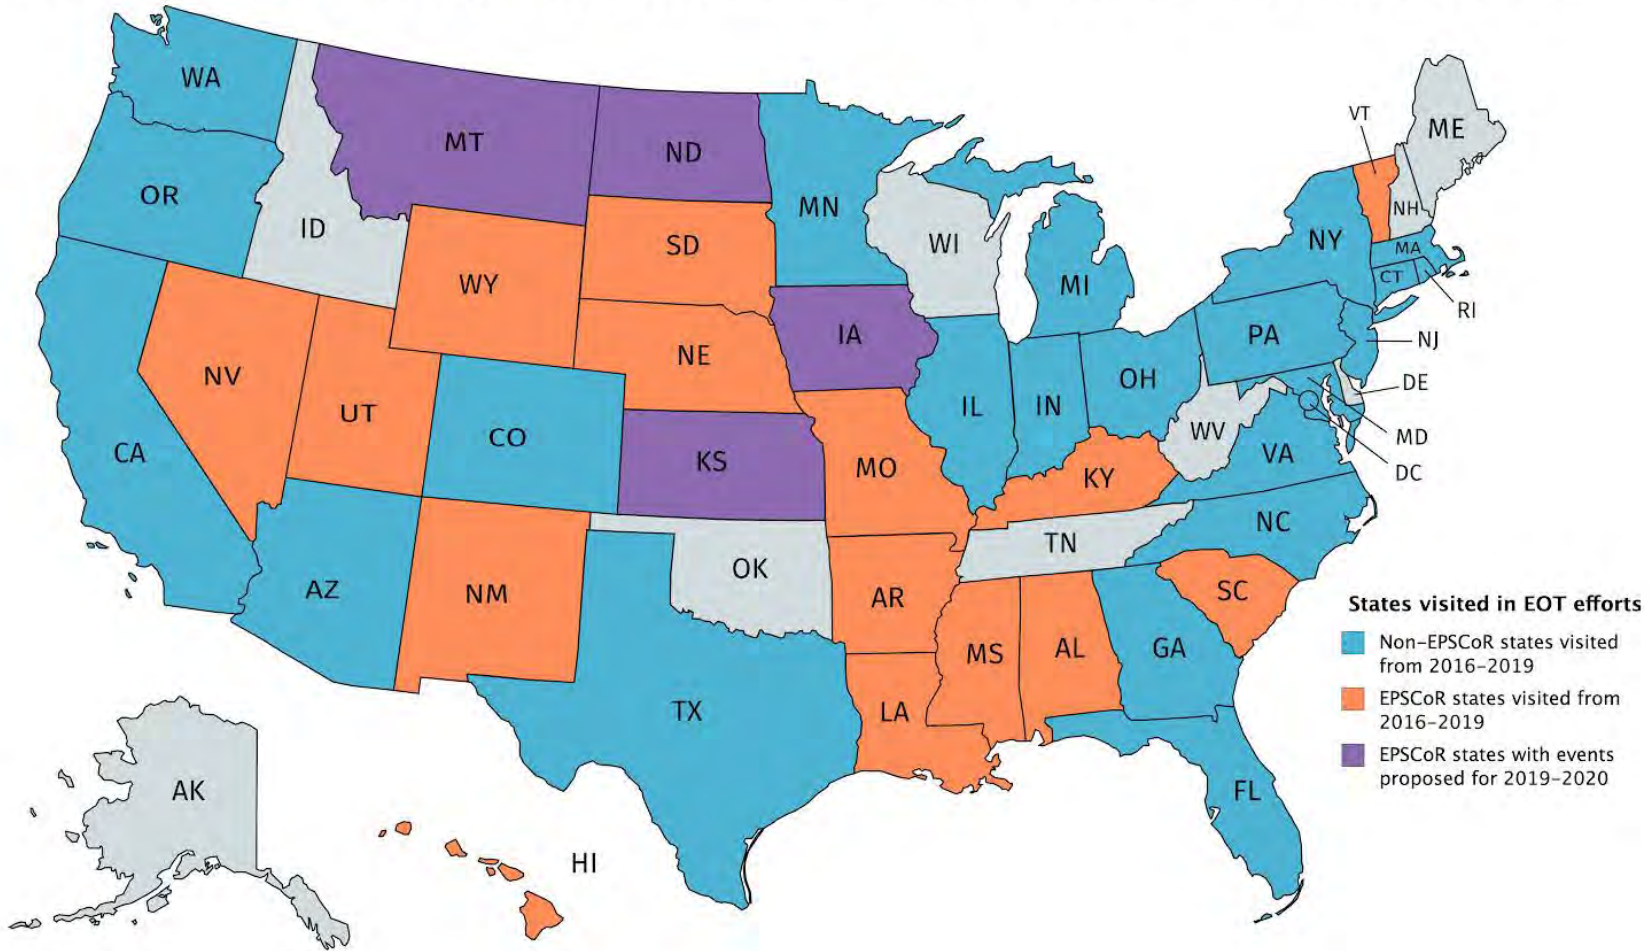 WA
MT
ND
VT
ME
OR
MN
ID
SD
WI
NH
NY
MA
WY
MI
CT
RI
IA
PA
NJ
NV
NE
OH
DE
UT
IL
IN
CO
WV
MD
CA
KS
MO
KY
VA
DC
NC
TN
OK
AZ
NM
AR
SC
MS
AL
GA
TX
LA
AK
FL
HI
States visited in EOT efforts
Non-EPSCoR states visited
from 2016-2019
EPSCoR states visited from
2016-2019
EPSCoR states with events
proposed for 2019-2020